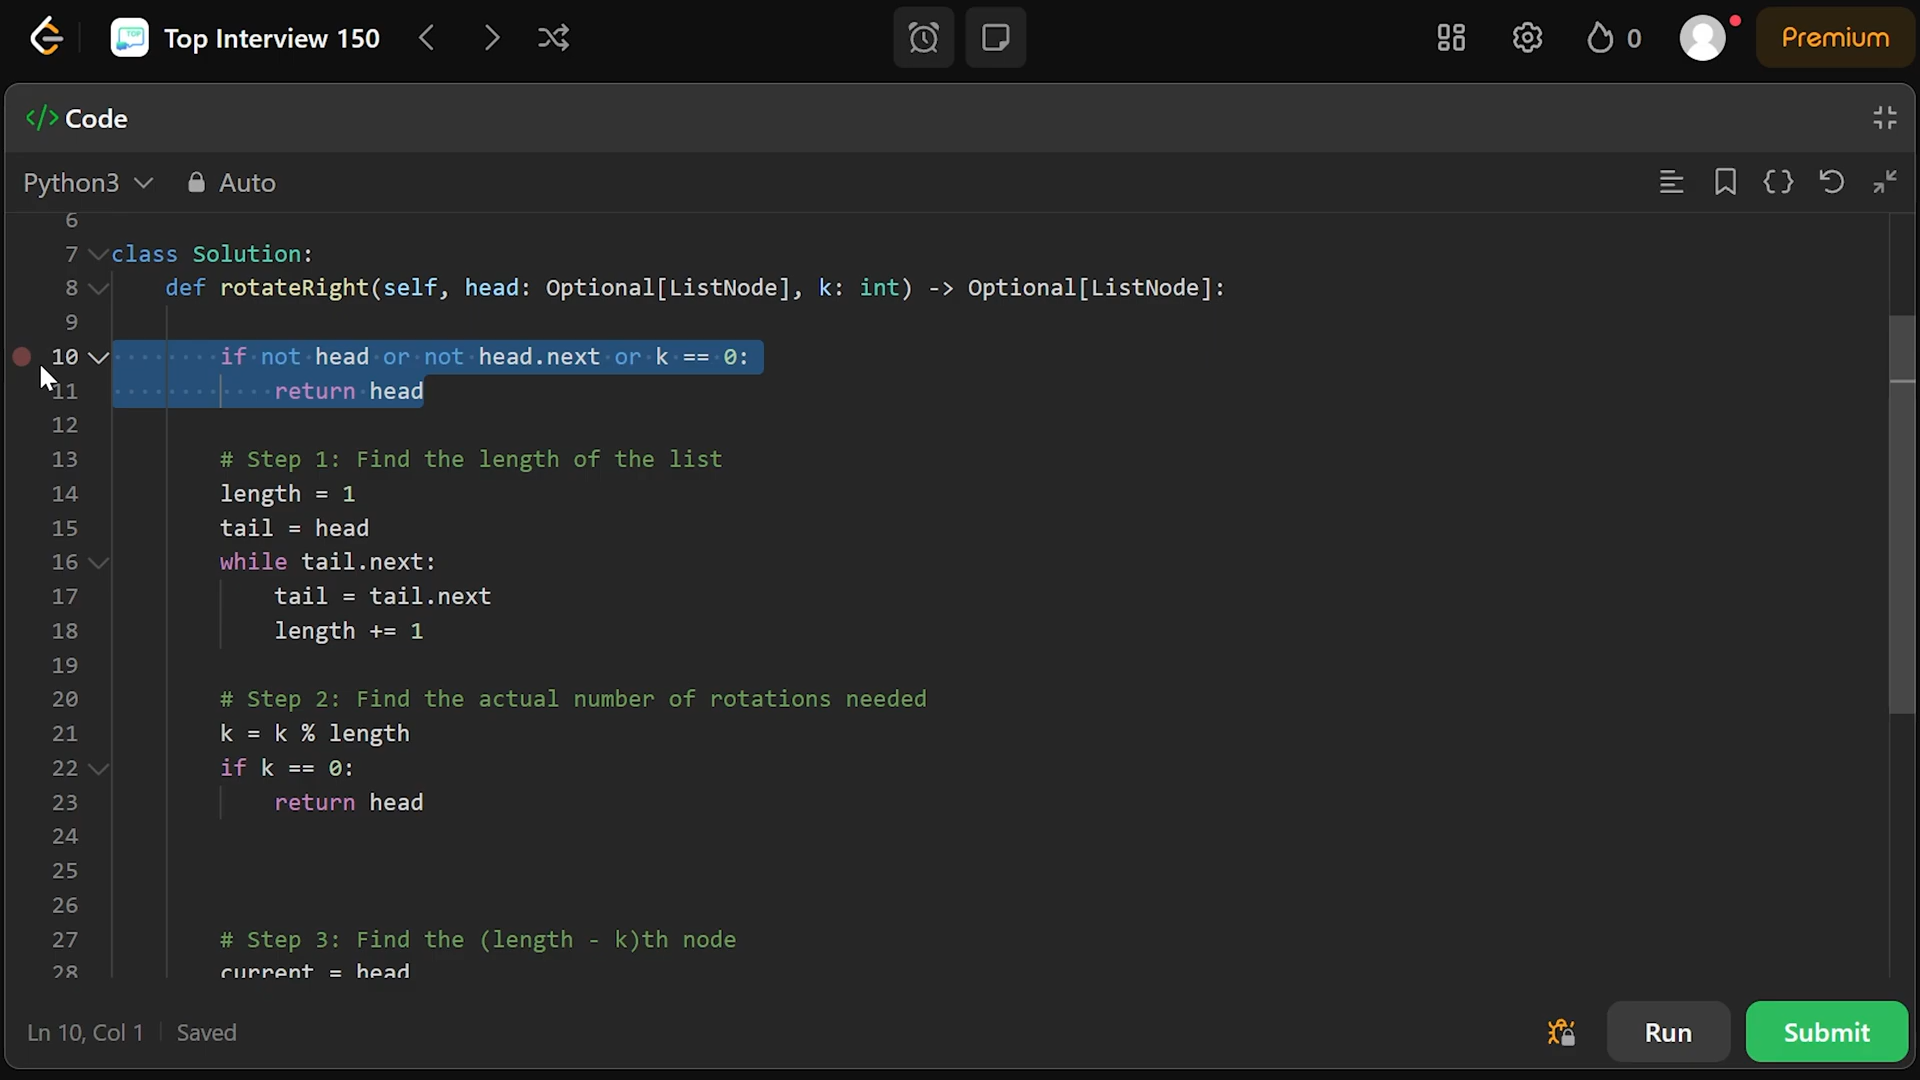 Top Interview 150
0
Premium
</> Code
Python3 Auto
6
7 class Solution:
8 def rotateRight(self, head: Optional[ListNode], k: int) -> Optional[ListNode]:
9
10 if not head or not head.next or k == 0:
11 return head
12
13 # Step 1: Find the length of the list
14 length = 1
15 tail = head
16 while tail.next:
17 tail = tail.next
18 length += 1
19
20 # Step 2: Find the actual number of rotations needed
21 k = k % length
22 if k == 0:
23 return head
24
25
26
27 # Step 3: Find the (length - k)th node
28 current = head
Ln 10, Col 1 Saved
Run
Submit